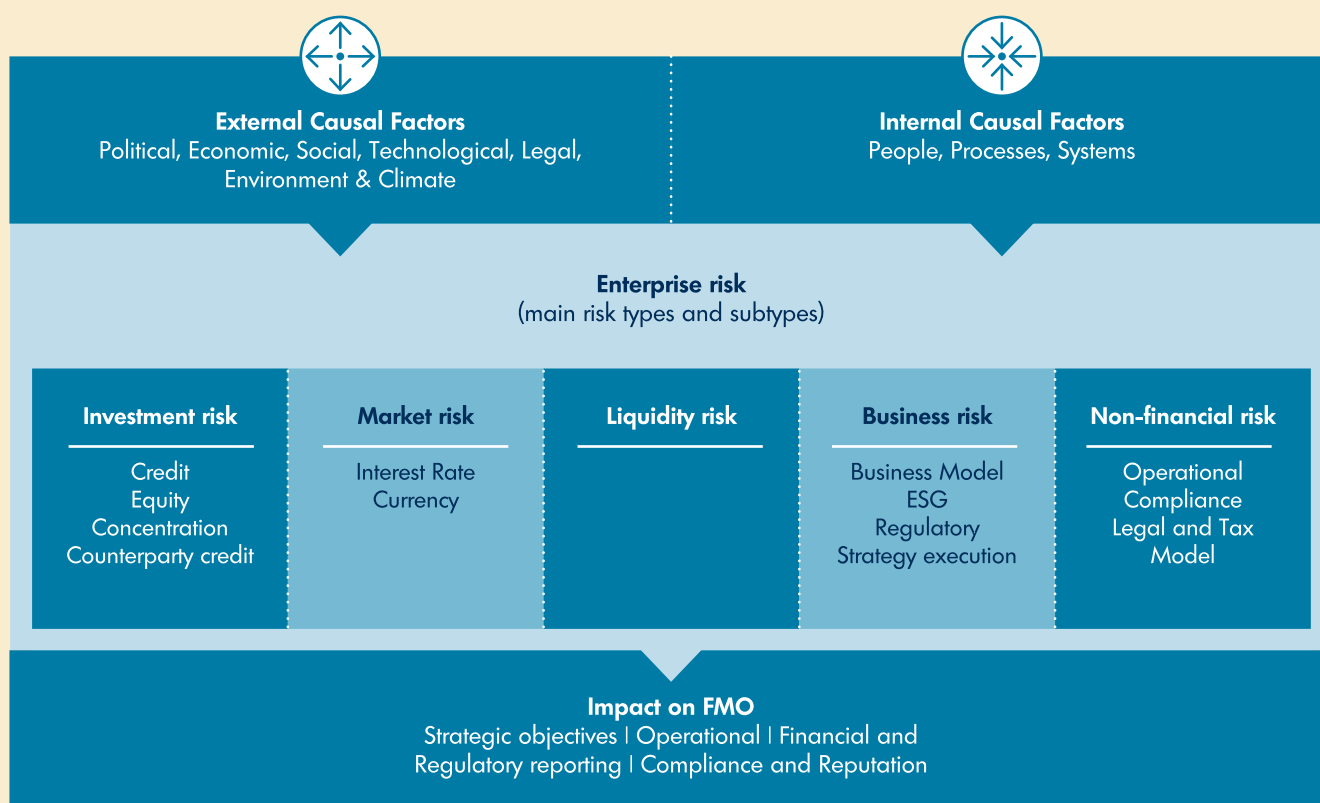 External Causal Factors
Political, Economic, Social, Technological, Legal,
Environment & Climate
Internal Causal Factors
People, Processes, Systems
Enterprise risk
(main risk types and subtypes)
Investment risk
Credit
Equity
Concentration
Counterparty credit
Market risk
Interest Rate
Currency
Liquidity risk
Business risk
Business Model
ESG
Regulatory
Strategy execution
Non-financial risk
Operational
Compliance
Legal and Tax
Model
Impact on FMO
Strategic objectives | Operational | Financial and
Regulatory reporting | Compliance and Reputation